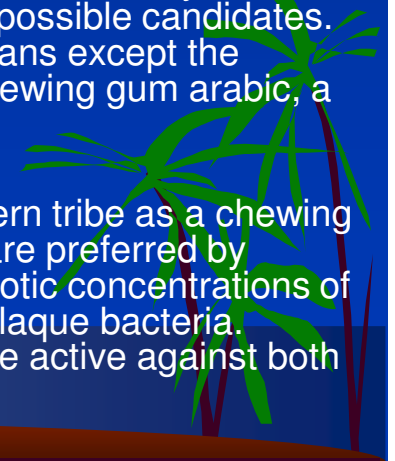 possible candidates.
ans except the
ewing gum arabic, a
ern tribe as a chewing
are preferred by
otic concentrations of
laque bacteria.
e active against both